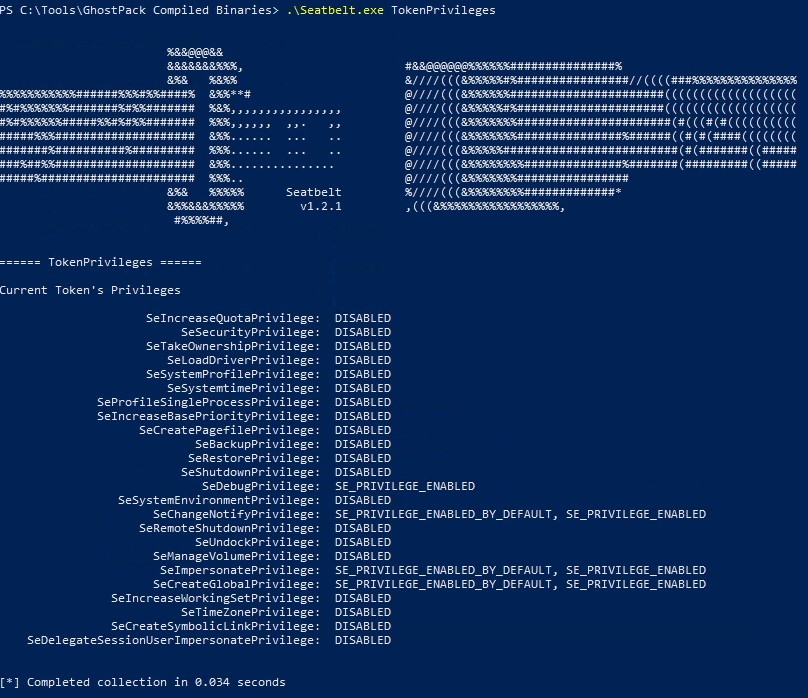 PS C:\Tools\GhostPack Compiled Binaries> .\Seatbelt.exe TokenPrivileges
%&&@@@&&
&&&&&&&%%%, #&&@@@@@@%%%%%%###############%
&%& %&%% &////(((&%%%%%#%################//((((###%%%%%%%%%%%%%%%
%%%%%%%%%%%######%%%#%%####% &%%**# @////(((&%%%%%%######################((((((((((((((((((
#%#%%%%%%%#######%#%%####### %&%,,,,,,,,,,,,,,,, @////(((&%%%%%#%#####################((((((((((((((((((
#%#%%%%%%#####%%#%#%%####### %%%,,,,,, ,,. ,, @////(((&%%%%%%######################(#(((#(#((((((((((
#####%%%#################### &%%...... ... .. @////(((&%%%%%%%###############%######((#(#(####((((((((
#######%##########%######### %%%...... ... .. @////(((&%%%%%#########################(#(#######((#####
###%##%%#################### &%%............... @////(((&%%%%%%%%##############%#######(#########((#####
#####%###################### %%%.. @////(((&%%%%%%%################
&%& %%%%% Seatbelt %////(((&%%%%%%%%#############*
&%%&&&%%%%% v1.2.1 ,(((&%%%%%%%%%%%%%%%%%,
#%%%%##,
====== TokenPrivileges ======
Current Token's Privileges
SeIncreaseQuotaPrivilege: DISABLED
SeSecurityPrivilege: DISABLED
SeTakeOwnershipPrivilege: DISABLED
SeLoadDriverPrivilege: DISABLED
SeSystemProfilePrivilege: DISABLED
SeSystemtimePrivilege: DISABLED
SeProfileSingleProcessPrivilege: DISABLED
SeIncreaseBasePriorityPrivilege: DISABLED
SeCreatePagefilePrivilege: DISABLED
SeBackupPrivilege: DISABLED
SeRestorePrivilege: DISABLED
SeShutdownPrivilege: DISABLED
SeDebugPrivilege: SE_PRIVILEGE_ENABLED
SeSystemEnvironmentPrivilege: DISABLED
SeChangeNotifyPrivilege: SE_PRIVILEGE_ENABLED_BY_DEFAULT, SE_PRIVILEGE_ENABLED
SeRemoteShutdownPrivilege: DISABLED
SeUndockPrivilege: DISABLED
SeManageVolumePrivilege: DISABLED
SeImpersonatePrivilege: SE_PRIVILEGE_ENABLED_BY_DEFAULT, SE_PRIVILEGE_ENABLED
SeCreateGlobalPrivilege: SE_PRIVILEGE_ENABLED_BY_DEFAULT, SE_PRIVILEGE_ENABLED
SeIncreaseWorkingSetPrivilege: DISABLED
SeTimeZonePrivilege: DISABLED
SeCreateSymbolicLinkPrivilege: DISABLED
SeDelegateSessionUserImpersonatePrivilege: DISABLED
[*] Completed collection in 0.034 seconds